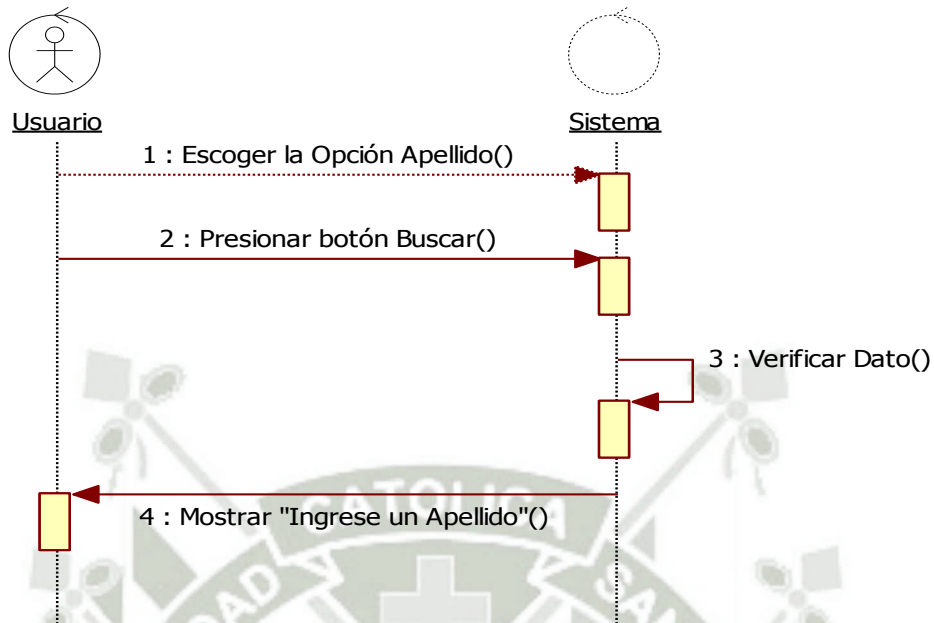 Usuario
Sistema
1 : Escoger la Opción Apellido()
2 : Presionar botón Buscar()
3 : Verificar Dato()
4 : Mostrar "Ingrese un Apellido"()
CATOLICA